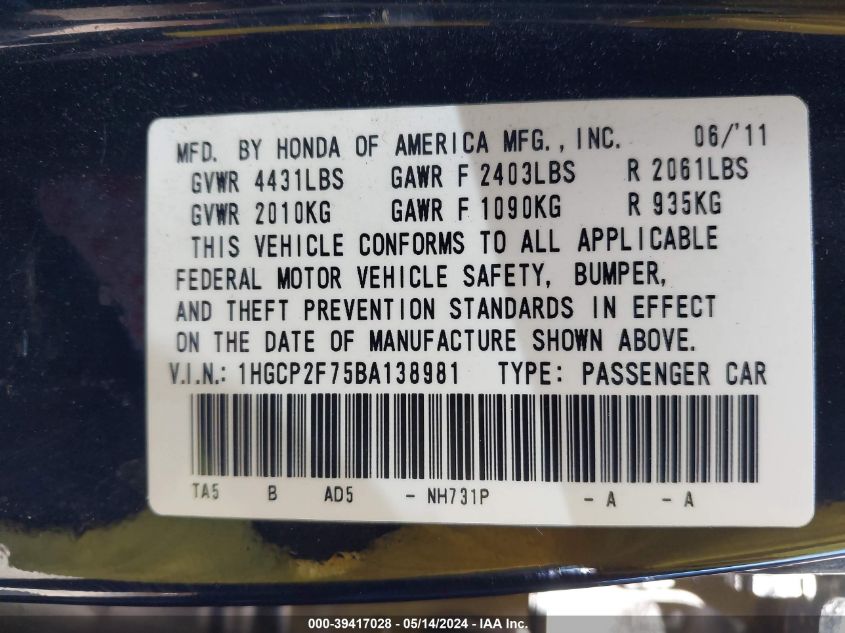 MFD. BY HONDA OF AMERICA MFG., INC. 06/'11
GVWR 4431LBS GAWR F 2403LBS R 2061LBS
GVWR 2010KG GAWR F 1090KG R 935KG
THIS VEHICLE CONFORMS TO ALL APPLICABLE
FEDERAL MOTOR VEHICLE SAFETY, BUMPER,
AND THEFT PREVENTION STANDARDS IN EFFECT
ON THE DATE OF MANUFACTURE SHOWN ABOVE.
V.I.N.: 1HGCP2F75BA138981 TYPE: PASSENGER CAR
TA5 B AD5 - NH731P - A - A
000-39417028 - 05/14/2024 - IAA Inc.